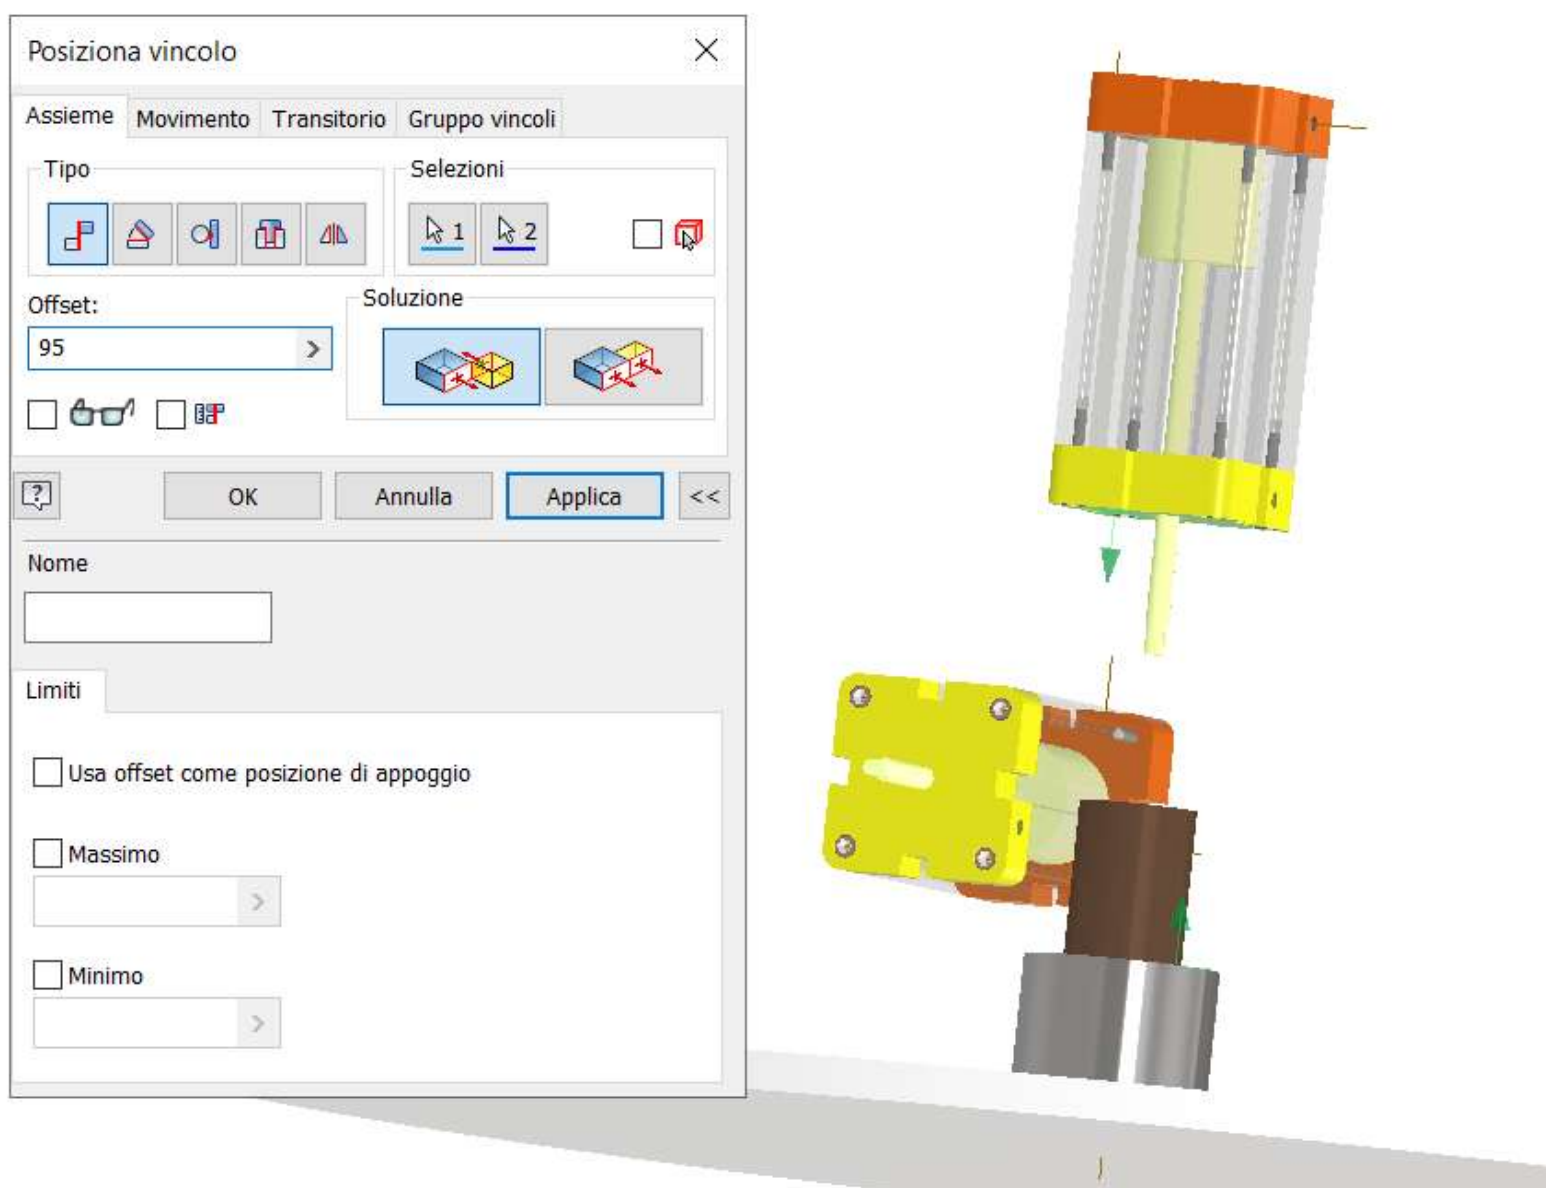 Posiziona vincolo
Assieme Movimento Transitorio Gruppo vincoli
Tipo Selezioni
1 2
Offset: Soluzione
95 >
? OK Annulla Applica <<
Nome
Limiti
Usa offset come posizione di appoggio
Massimo
>
Minimo
>